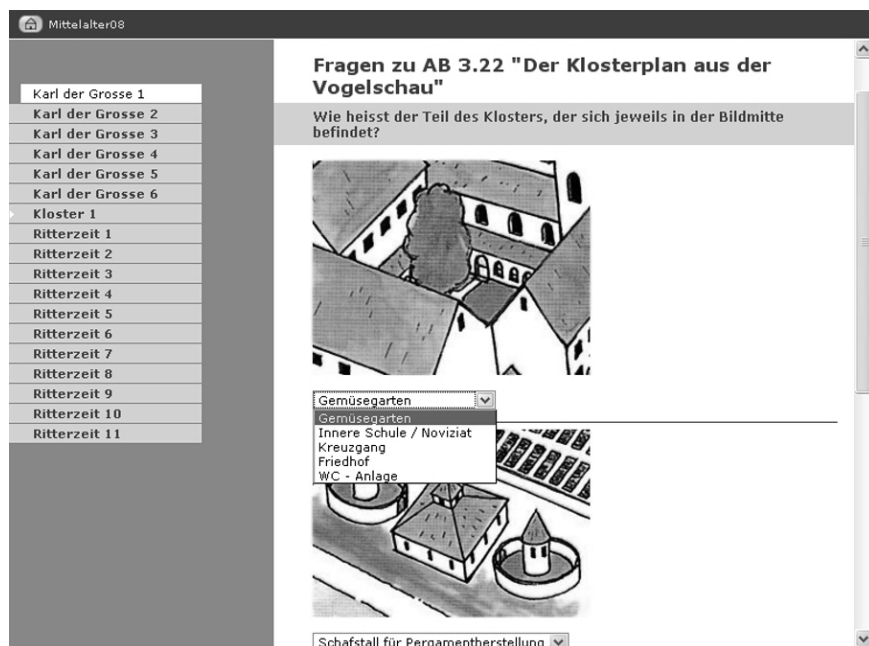 Mittelalter08
Karl der Grosse 1
Karl der Grosse 2
Karl der Grosse 3
Karl der Grosse 4
Karl der Grosse 5
Karl der Grosse 6
Kloster 1
Ritterzeit 1
Ritterzeit 2
Ritterzeit 3
Ritterzeit 4
Ritterzeit 5
Ritterzeit 6
Ritterzeit 7
Ritterzeit 8
Ritterzeit 9
Ritterzeit 10
Ritterzeit 11
Fragen zu AB 3.22 "Der Klosterplan aus der
Vogelschau"
Wie heisst der Teil des Klosters, der sich jeweils in der Bildmitte
befindet?
Gemüsegarten
Gemüsegarten
Innere Schule / Noviziat
Kreuzgang
Friedhof
WC - Anlage
Schafstall für Pergamentherstellung